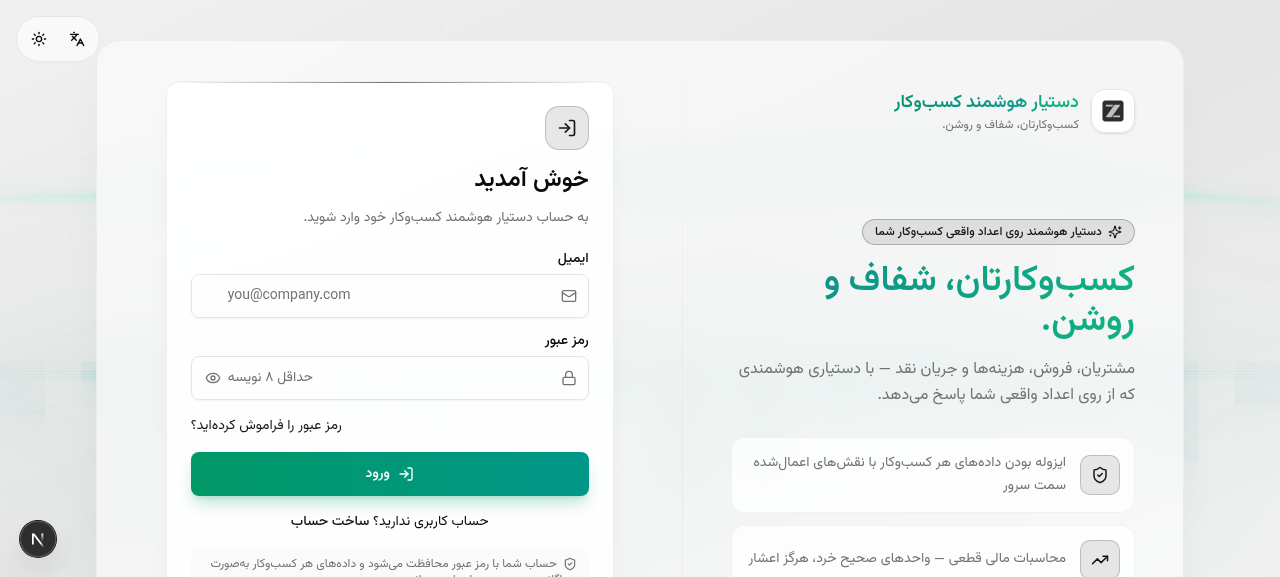 دستیار هوشمند کسب‌وکار
کسب‌وکارتان، شفاف و روشن.
دستیار هوشمند روی اعداد واقعی کسب‌وکار شما
کسب‌وکارتان، شفاف و
روشن.
مشتریان، فروش، هزینه‌ها و جریان نقد — با دستیاری هوشمندی
که از روی اعداد واقعی شما پاسخ می‌دهد.
ایزوله بودن داده‌های هر کسب‌وکار با نقش‌های اعمال‌شده
سمت سرور
محاسبات مالی قطعی — واحدهای صحیح خرد، هرگز اعشار
خوش آمدید
به حساب دستیار هوشمند کسب‌وکار خود وارد شوید.
ایمیل
you@company.com
رمز عبور
حداقل ۸ نویسه
رمز عبور را فراموش کرده‌اید؟
ورود
حساب کاربری ندارید؟ ساخت حساب
حساب شما با رمز عبور محافظت می‌شود و داده‌های هر کسب‌وکار به‌صورت